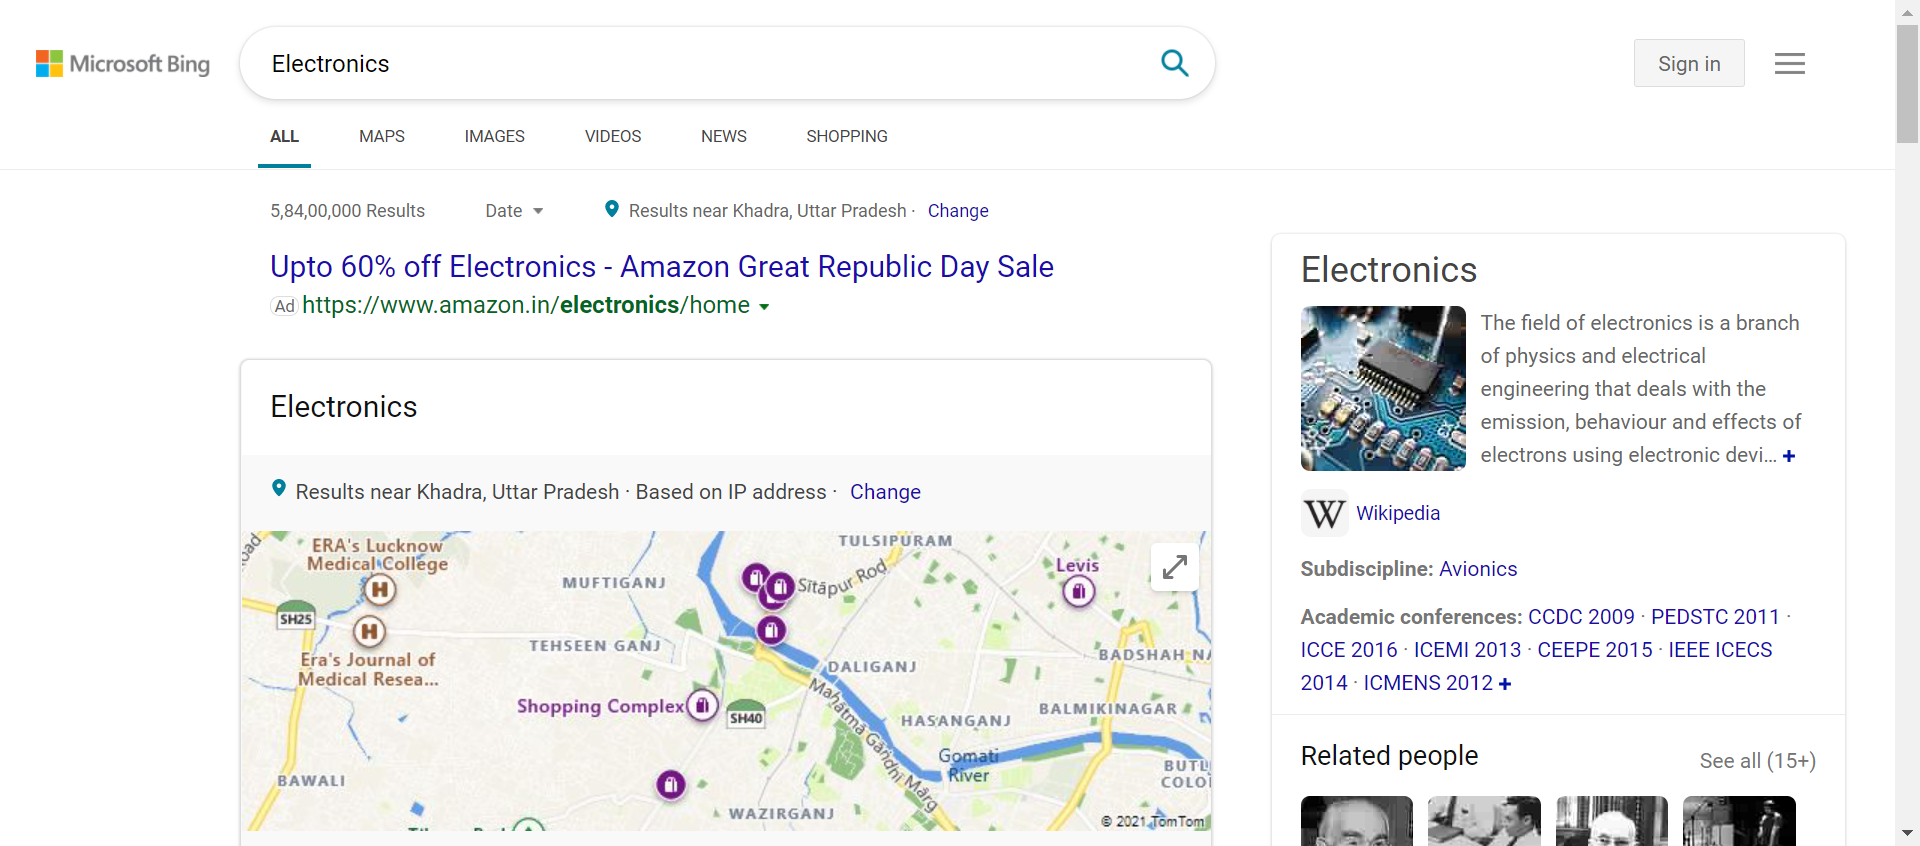 Microsoft Bing
Electronics
Sign in
ALL MAPS IMAGES VIDEOS NEWS SHOPPING
5,84,00,000 Results Date Results near Khadra, Uttar Pradesh · Change
Upto 60% off Electronics - Amazon Great Republic Day Sale
Ad https://www.amazon.in/electronics/home
Electronics
Results near Khadra, Uttar Pradesh · Based on IP address · Change
ERA's Lucknow
Medical College
H
SH25
H
Era's Journal of
Medical Resea...
MUFTIGANJ
TULSIPURAM
Sītāpur Rod
Levis
TEHSEEN GANJ
DALIGANJ
BADSHAH NA
Shopping Complex
SH40
Mahātmā Gāndhi Mārg
HASANGANJ
BALMIKINAGAR
Gomati
River
BUTL
COLO
BAWALI
WAZIRGANJ
© 2021 TomTom
Electronics
The field of electronics is a branch
of physics and electrical
engineering that deals with the
emission, behaviour and effects of
electrons using electronic devi... +
W Wikipedia
Subdiscipline: Avionics
Academic conferences: CCDC 2009 · PEDSTC 2011 ·
ICCE 2016 · ICEMI 2013 · CEEPE 2015 · IEEE ICECS
2014 · ICMENS 2012 +
Related people
See all (15+)